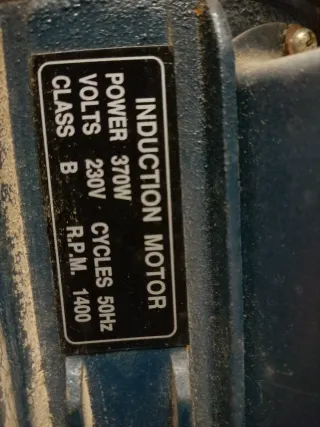 INDUCTION MOTOR
POWER 370W CYCLES 50Hz
VOLTS 230V R.P.M. 1400
CLASS B